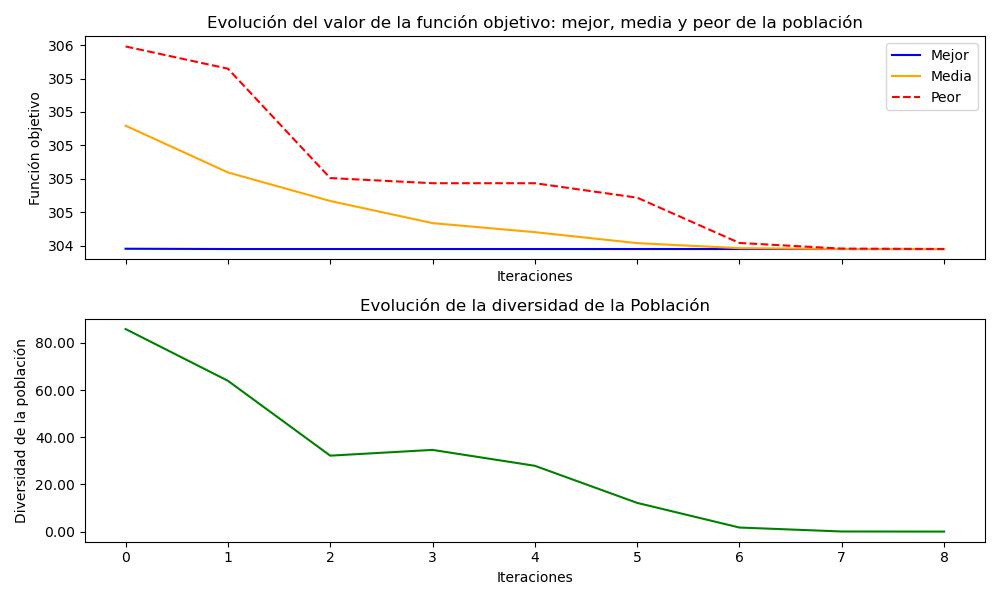 Evolución del valor de la función objetivo: mejor, media y peor de la población
306
305
305
305
305
305
304
Función objetivo
Mejor
Media
Peor
Iteraciones
Evolución de la diversidad de la Población
80.00
60.00
40.00
20.00
0.00
Diversidad de la población
0 1 2 3 4 5 6 7 8
Iteraciones